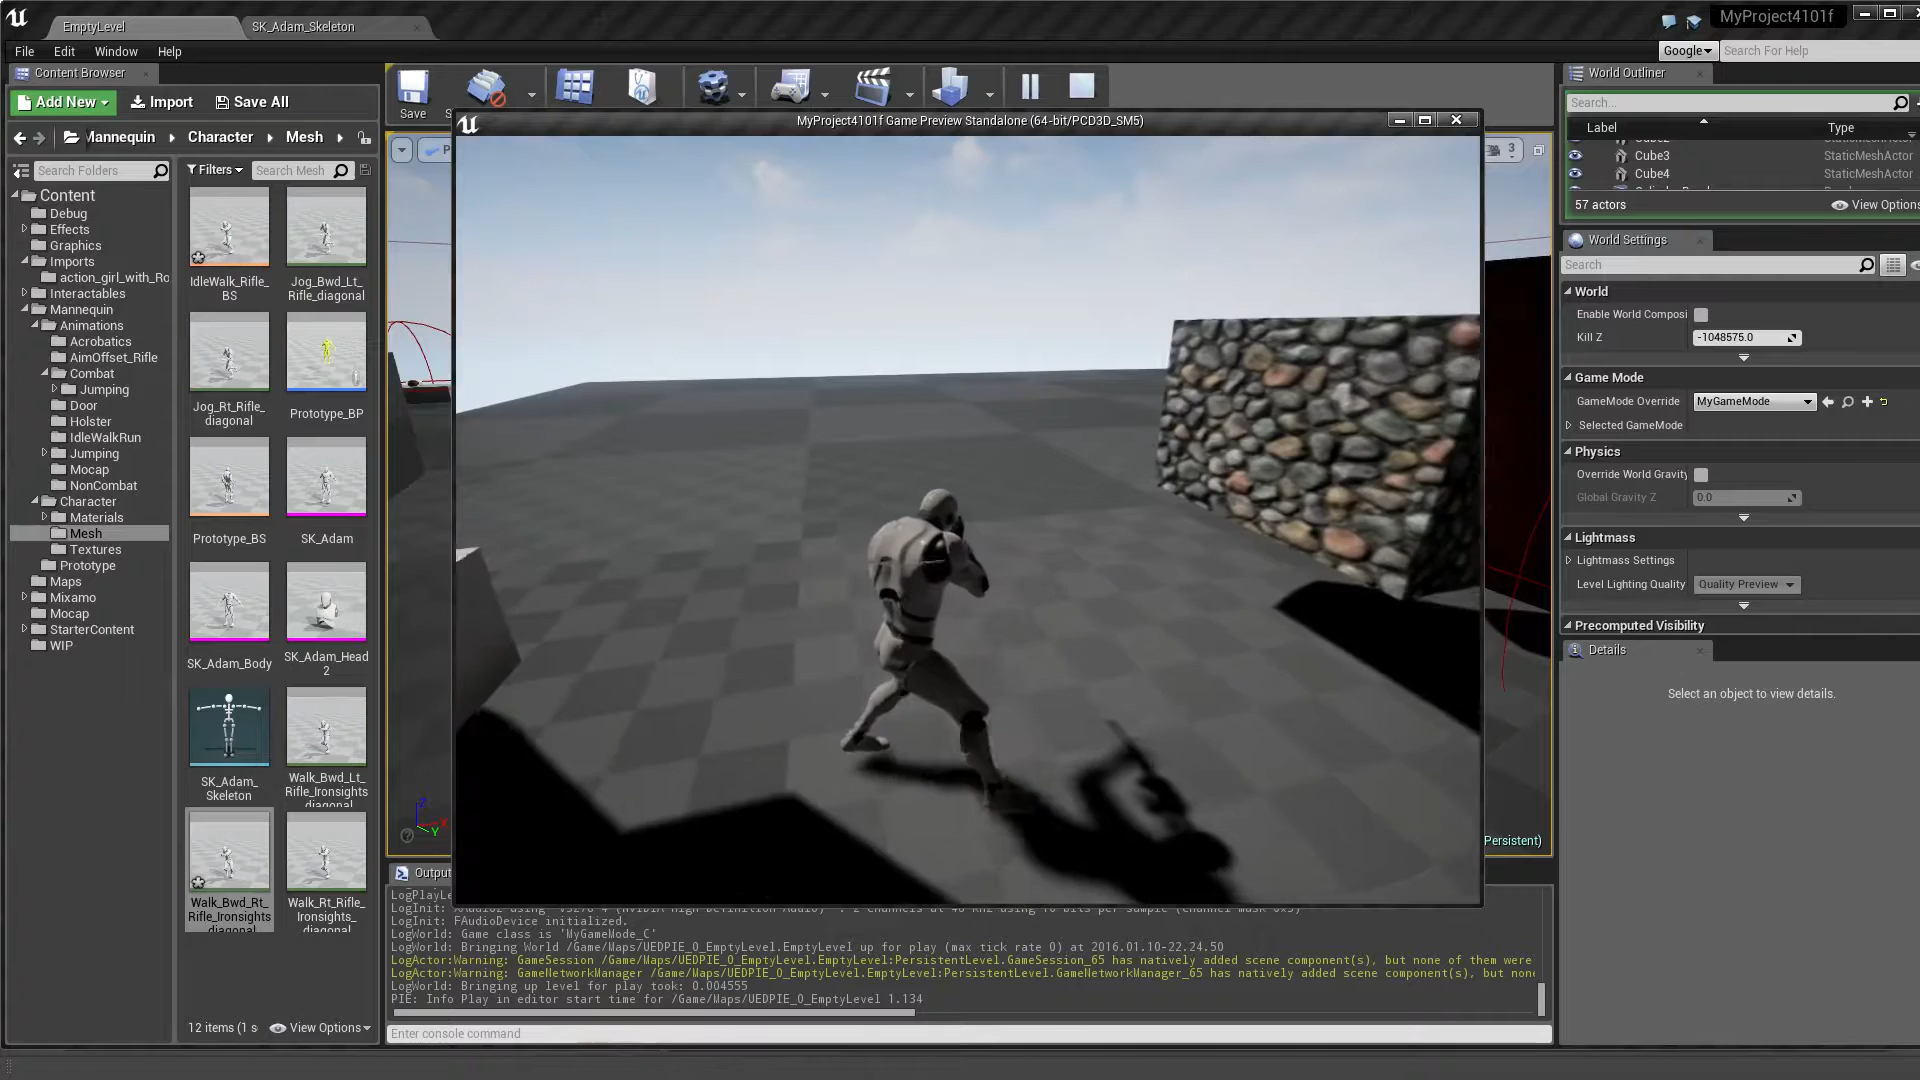 EmptyLevel
SK_Adam_Skeleton
MyProject4101f
File Edit Window Help
Google
Search For Help
Content Browser
Add New
Import
Save All
Mannequin Character Mesh
Search Folders
Filters
Search Mesh
Content
Debug
Effects
Graphics
Imports
action_girl_with_Ro
Interactables
Mannequin
Animations
Acrobatics
AimOffset_Rifle
Combat
Jumping
Door
Holster
IdleWalkRun
Jumping
Mocap
NonCombat
Character
Materials
Mesh
Textures
Prototype
Maps
Mixamo
Mocap
StarterContent
WIP
IdleWalk_Rifle_
BS
Jog_Bwd_Lt_
Rifle_diagonal
Jog_Rt_Rifle_
diagonal
Prototype_BP
Prototype_BS
SK_Adam
SK_Adam_Body
SK_Adam_Head
2
SK_Adam_
Skeleton
Walk_Bwd_Lt_
Rifle_Ironsights
diagonal
Walk_Bwd_Rt_
Rifle_Ironsights
diagonal
Walk_Rt_Rifle_
Ironsights_
diagonal
12 items (1 s
View Options
Save
MyProject4101f Game Preview Standalone (64-bit/PCD3D_SM5)
3
Z
X
Y
Persistent)
Output
LogPlayLe
LogInit: FAudioDevice initialized.
LogWorld: Game class is 'MyGameMode_C'
LogWorld: Bringing World /Game/Maps/UEDPIE_0_EmptyLevel.EmptyLevel up for play (max tick rate 0) at 2016.01.10-22.24.50
LogActor:Warning: GameSession /Game/Maps/UEDPIE_0_EmptyLevel.EmptyLevel:PersistentLevel.GameSession_65 has natively added scene component(s), but none of them were
LogActor:Warning: GameNetworkManager /Game/Maps/UEDPIE_0_EmptyLevel.EmptyLevel:PersistentLevel.GameNetworkManager_65 has natively added scene component(s), but none
LogWorld: Bringing up level for play took: 0.004555
PIE: Info Play in editor start time for /Game/Maps/UEDPIE_0_EmptyLevel 1.134
Enter console command
World Outliner
Search...
Label Type
Cube2
Cube3 StaticMeshActor
Cube4 StaticMeshActor
57 actors
View Options
World Settings
Search
World
Enable World Composi
Kill Z -1048575.0
Game Mode
GameMode Override MyGameMode
Selected GameMode
Physics
Override World Gravity
Global Gravity Z 0.0
Lightmass
Lightmass Settings
Level Lighting Quality Quality Preview
Precomputed Visibility
Details
Select an object to view details.